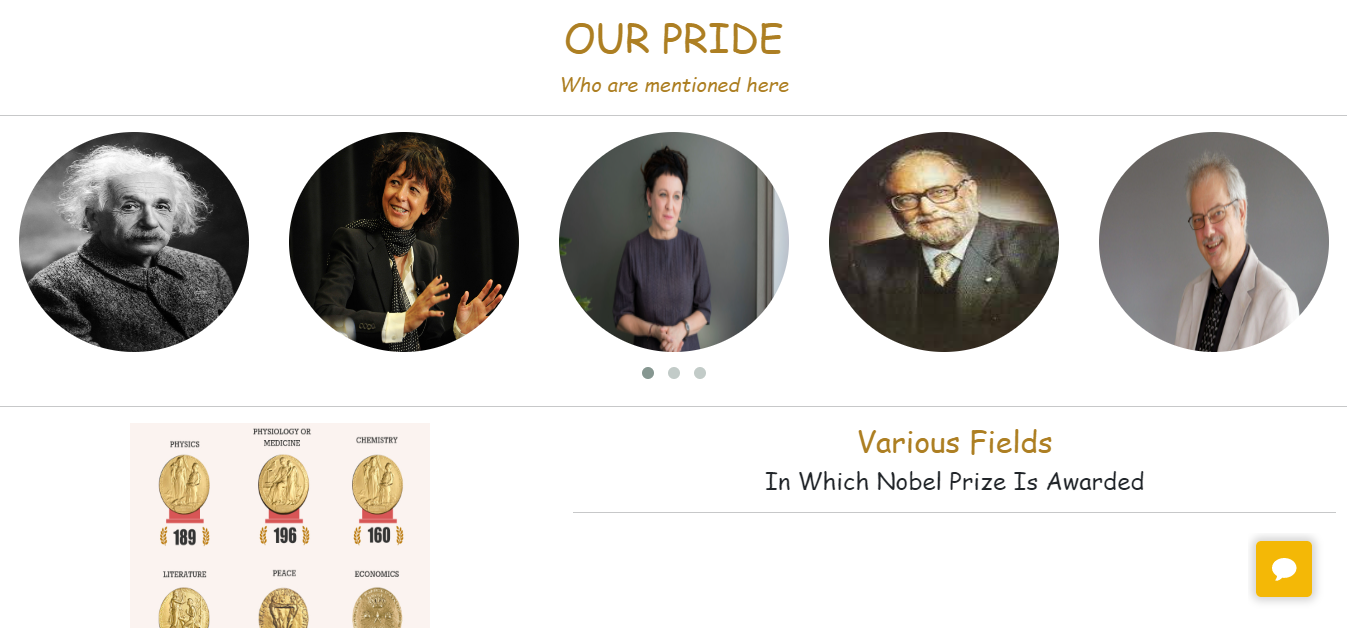 OUR PRIDE
Who are mentioned here
PHYSICS
PHYSIOLOGY OR
MEDICINE
CHEMISTRY
189
196
160
LITERATURE
PEACE
ECONOMICS
Various Fields
In Which Nobel Prize Is Awarded